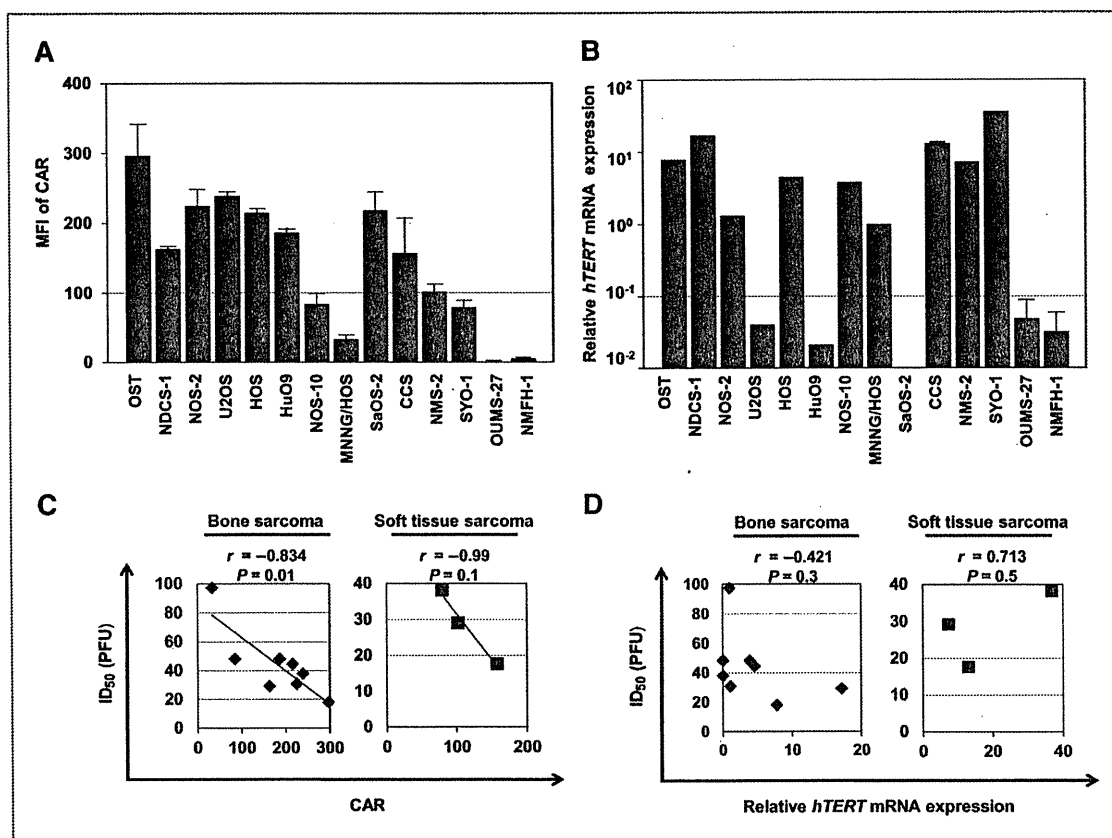 A
400
300
200
100
0
MFI of CAR
OST
NDCS-1
NOS-2
U2OS
HOS
HuO9
NOS-10
MNNG/HOS
SaOS-2
CCS
NMS-2
SYO-1
OUMS-27
NMFH-1
B
10²
10¹
10⁰
10⁻¹
10⁻²
Relative hTERT mRNA expression
OST
NDCS-1
NOS-2
U2OS
HOS
HuO9
NOS-10
MNNG/HOS
SaOS-2
CCS
NMS-2
SYO-1
OUMS-27
NMFH-1
C
Bone sarcoma
r = −0.834
P = 0.01
100
80
60
40
20
0
0 100 200 300
Soft tissue sarcoma
r = −0.99
P = 0.1
40
30
20
10
0
0 100 200
ID₅₀ (PFU)
CAR
D
Bone sarcoma
r = −0.421
P = 0.3
100
80
60
40
20
0
0 10 20
Soft tissue sarcoma
r = 0.713
P = 0.5
40
30
20
10
0
0 20 40
ID₅₀ (PFU)
Relative hTERT mRNA expression